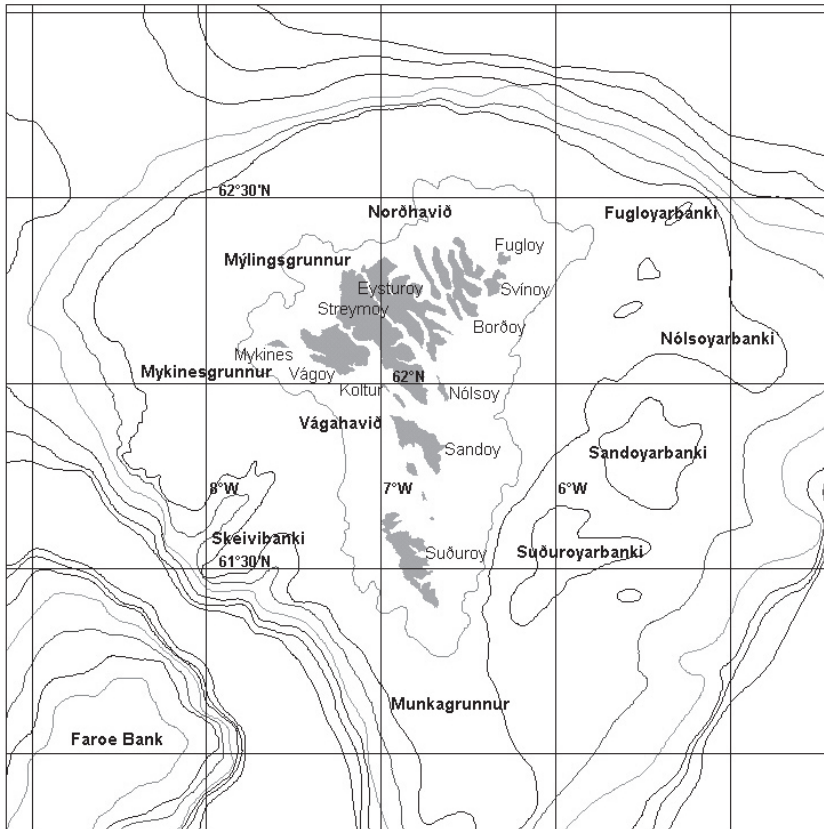 62°30'N
Norðhavið
Fugloyarbanki
Mýlingsgrunnur
Fugloy
Eysturoy
Svínoy
Streymoy
Borðoy
Nólsoyarbanki
Mykines
Mykinesgrunnur
Vágoy
62°N
Koltur
Nólsoy
Vágahavið
Sandoy
Sandoyarbanki
8°W
7°W
6°W
Skeivibanki
Suðuroy
Suðuroyarbanki
61°30'N
Munkagrunnur
Faroe Bank